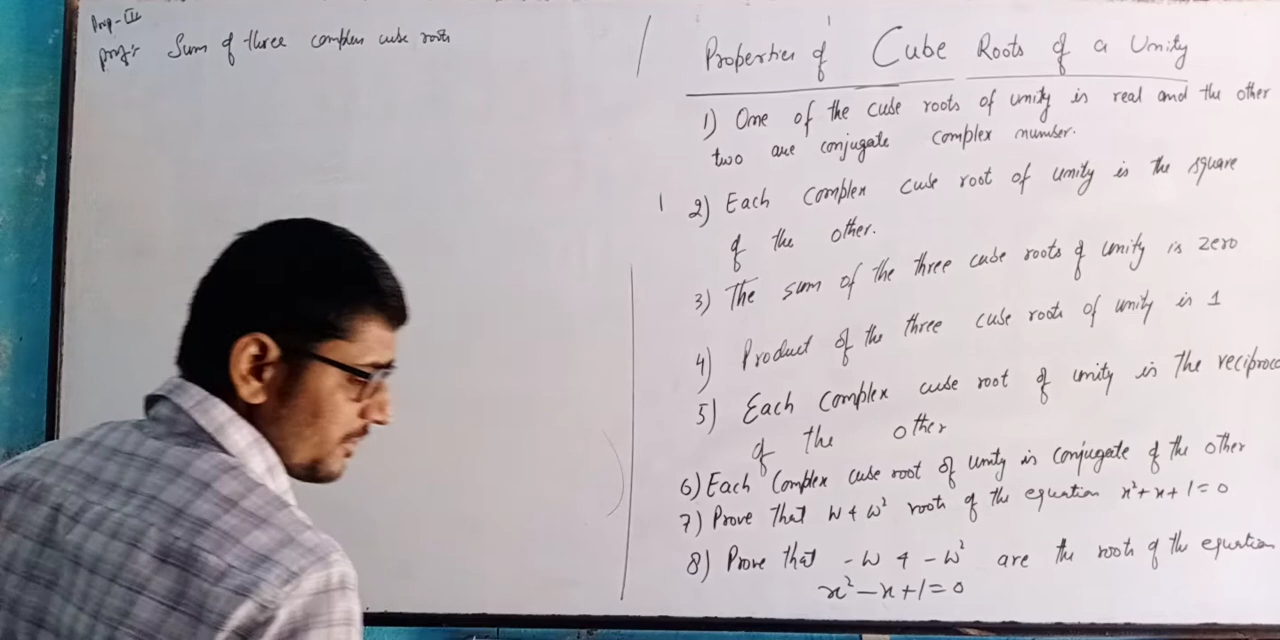 Prop-III
proof:- Sum of three complex cube roots
Properties of Cube Roots of a Unity
1) One of the cube roots of unity is real and the other
two are conjugate complex number.
2) Each complex cube root of unity is the square
of the other.
3) The sum of the three cube roots of unity is zero
4) Product of the three cube roots of unity is 1
5) Each complex cube root of unity is the reciproca
of the other
6) Each Complex cube root of unity is conjugate of the other
7) Prove that ω & ω² root of the equation x²+x+1=0
8) Prove that -ω & -ω² are the root of the equation
x²-x+1=0